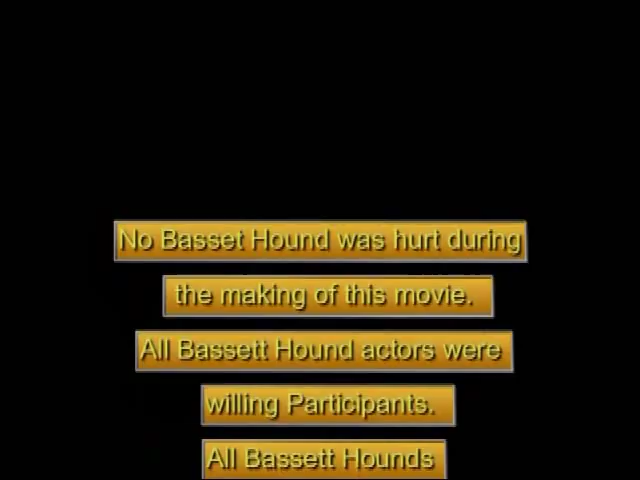 No Basset Hound was hurt during
the making of this movie.
All Bassett Hound actors were
willing Participants.
All Bassett Hounds